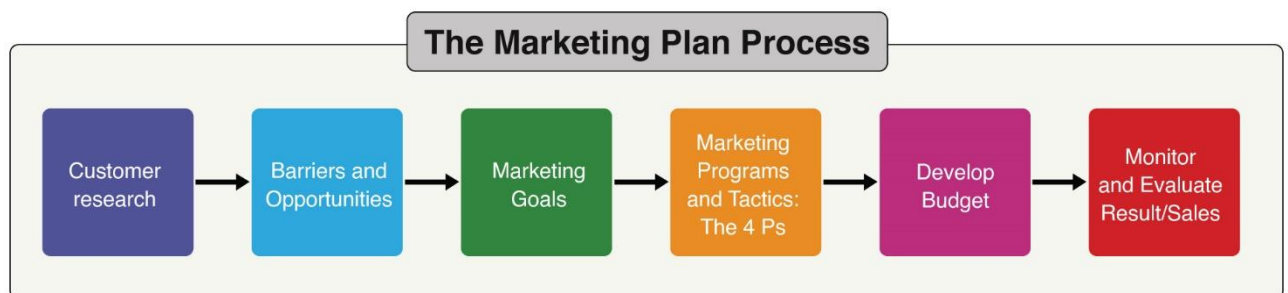 The Marketing Plan Process
Customer
research
Barriers and
Opportunities
Marketing
Goals
Marketing
Programs
and Tactics:
The 4 Ps
Develop
Budget
Monitor
and Evaluate
Result/Sales